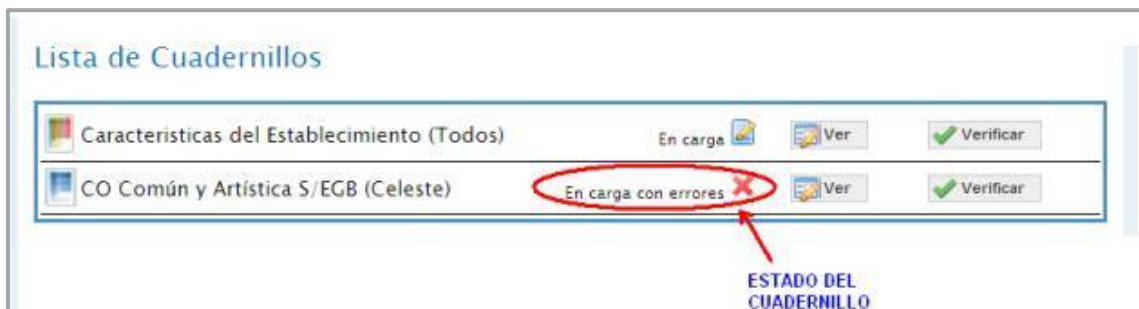 Lista de Cuadernillos
Caracteristicas del Establecimiento (Todos) En carga Ver Verificar
CO Común y Artística S/EGB (Celeste) En carga con errores Ver Verificar
ESTADO DEL
CUADERNILLO